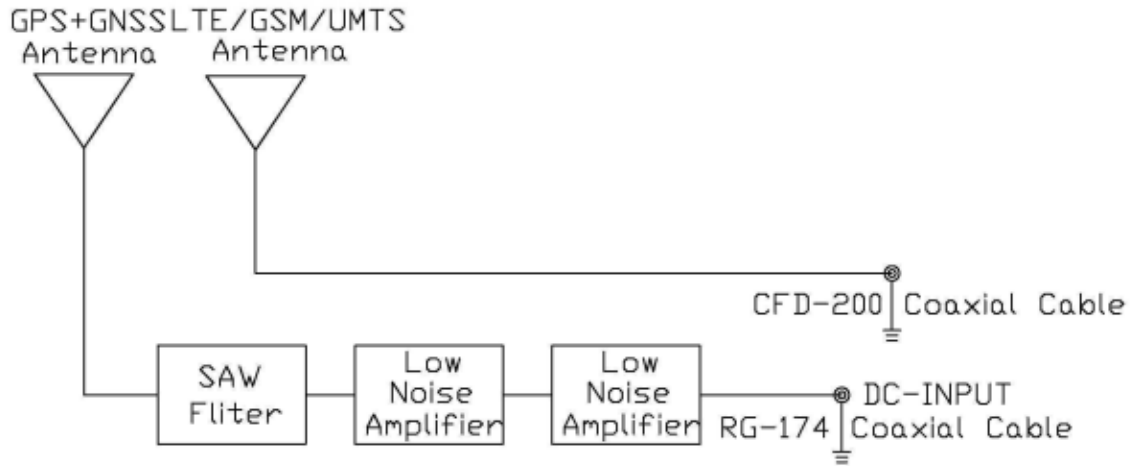 GPS+GNSSLTE/GSM/UMTS
Antenna Antenna
CFD-200 Coaxial Cable
SAW
Fliter
Low
Noise
Amplifier
Low
Noise
Amplifier
DC-INPUT
RG-174 Coaxial Cable